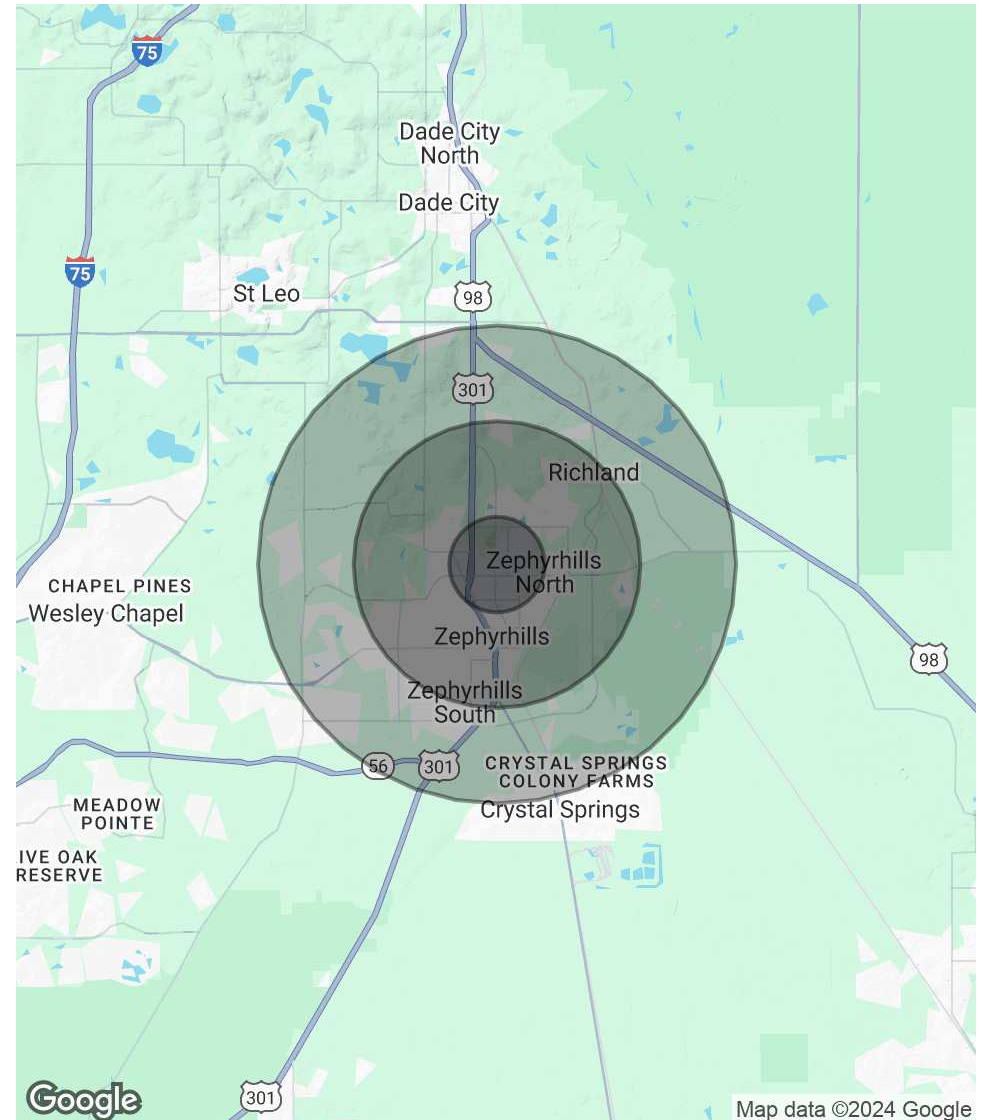 75
Dade City
North
Dade City
75
St Leo
98
301
Richland
Zephyrhills
North
CHAPEL PINES
Wesley Chapel
Zephyrhills
98
Zephyrhills
South
56
301
CRYSTAL SPRINGS
COLONY FARMS
MEADOW
POINTE
Crystal Springs
IVE OAK
RESERVE
301
Google
Map data ©2024 Google